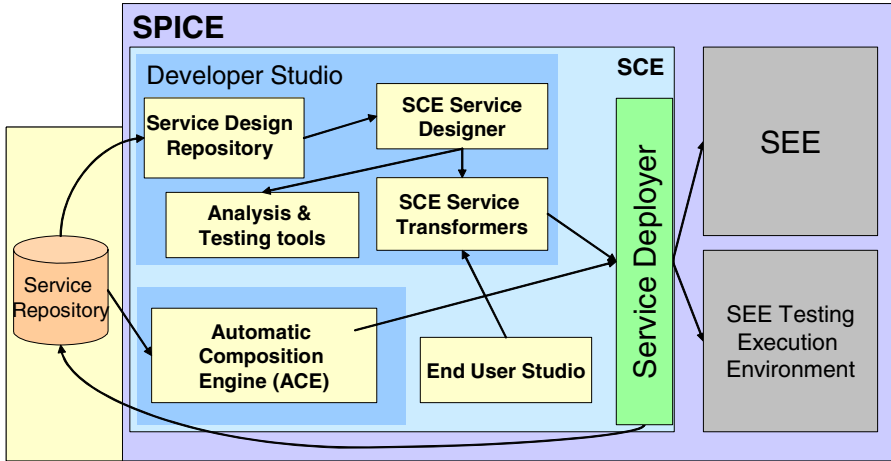 SPICE
Developer Studio
SCE
Service Design
Repository
SCE Service
Designer
Analysis &
Testing tools
SCE Service
Transformers
Service
Repository
Automatic
Composition
Engine (ACE)
End User Studio
Service Deployer
SEE
SEE Testing
Execution
Environment